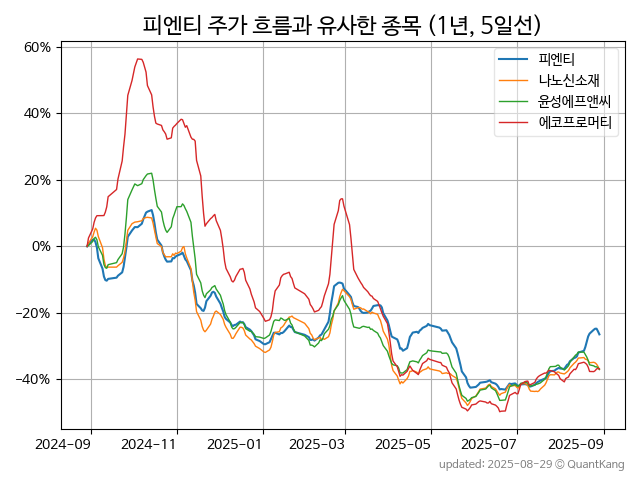 피엔티 주가 흐름과 유사한 종목 (1년, 5일선)
60%
40%
20%
0%
−20%
−40%
피엔티
나노신소재
윤성에프앤씨
에코프로머티
2024-09 2024-11 2025-01 2025-03 2025-05 2025-07 2025-09
updated: 2025-08-29 © QuantKang